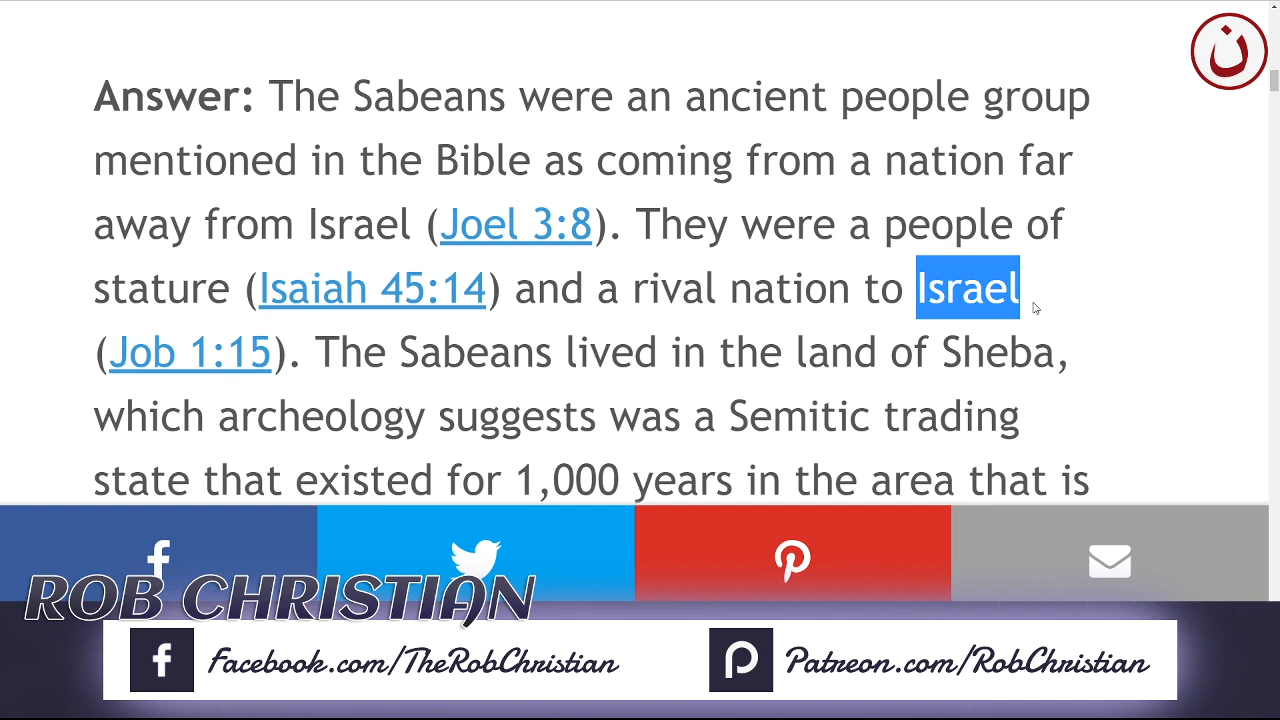 ن
Answer: The Sabeans were an ancient people group
mentioned in the Bible as coming from a nation far
away from Israel (Joel 3:8). They were a people of
stature (Isaiah 45:14) and a rival nation to Israel
(Job 1:15). The Sabeans lived in the land of Sheba,
which archeology suggests was a Semitic trading
state that existed for 1,000 years in the area that is
ROB CHRISTIAN
Facebook.com/TheRobChristian
Patreon.com/RobChristian